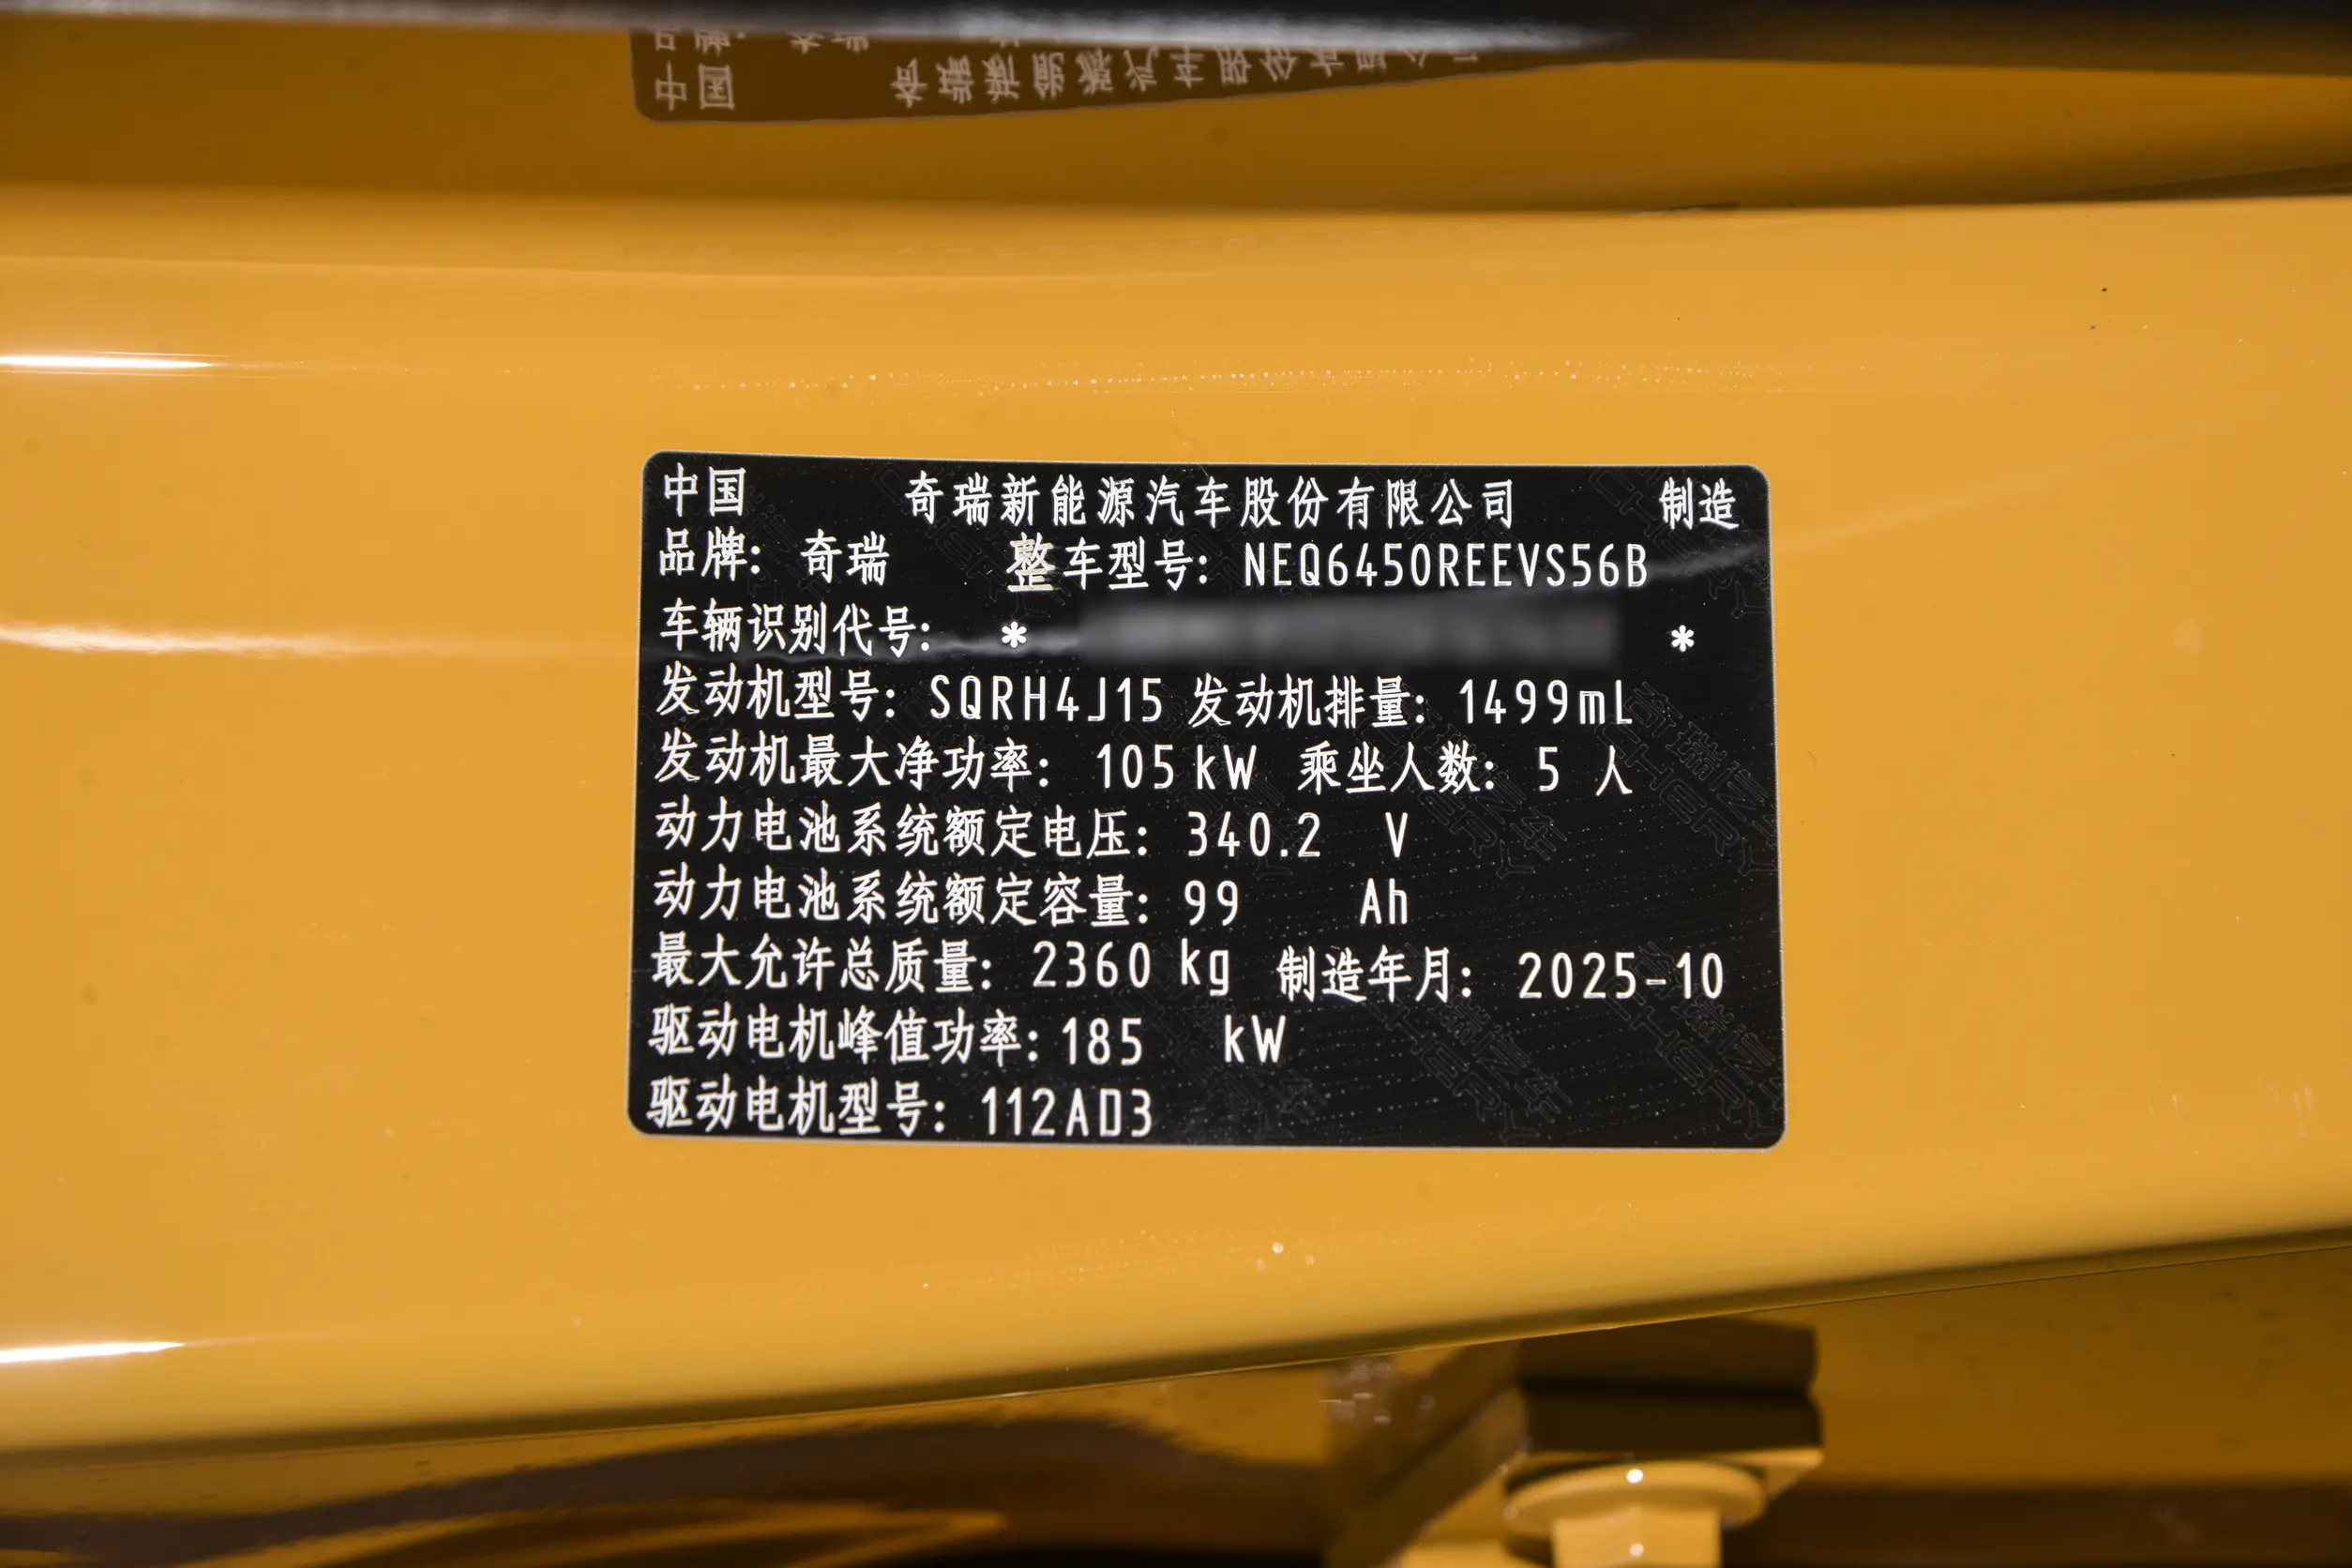 中国 奇瑞新能源汽车股份有限公司 制造
品牌: 奇瑞 整车型号: NEQ6450REEVS56B
车辆识别代号: * *
发动机型号: SQRH4J15 发动机排量: 1499mL
发动机最大净功率: 105 kW 乘坐人数: 5 人
动力电池系统额定电压: 340.2 V
动力电池系统额定容量: 99 Ah
最大允许总质量: 2360 kg 制造年月: 2025-10
驱动电机峰值功率: 185 kW
驱动电机型号: 112AD3